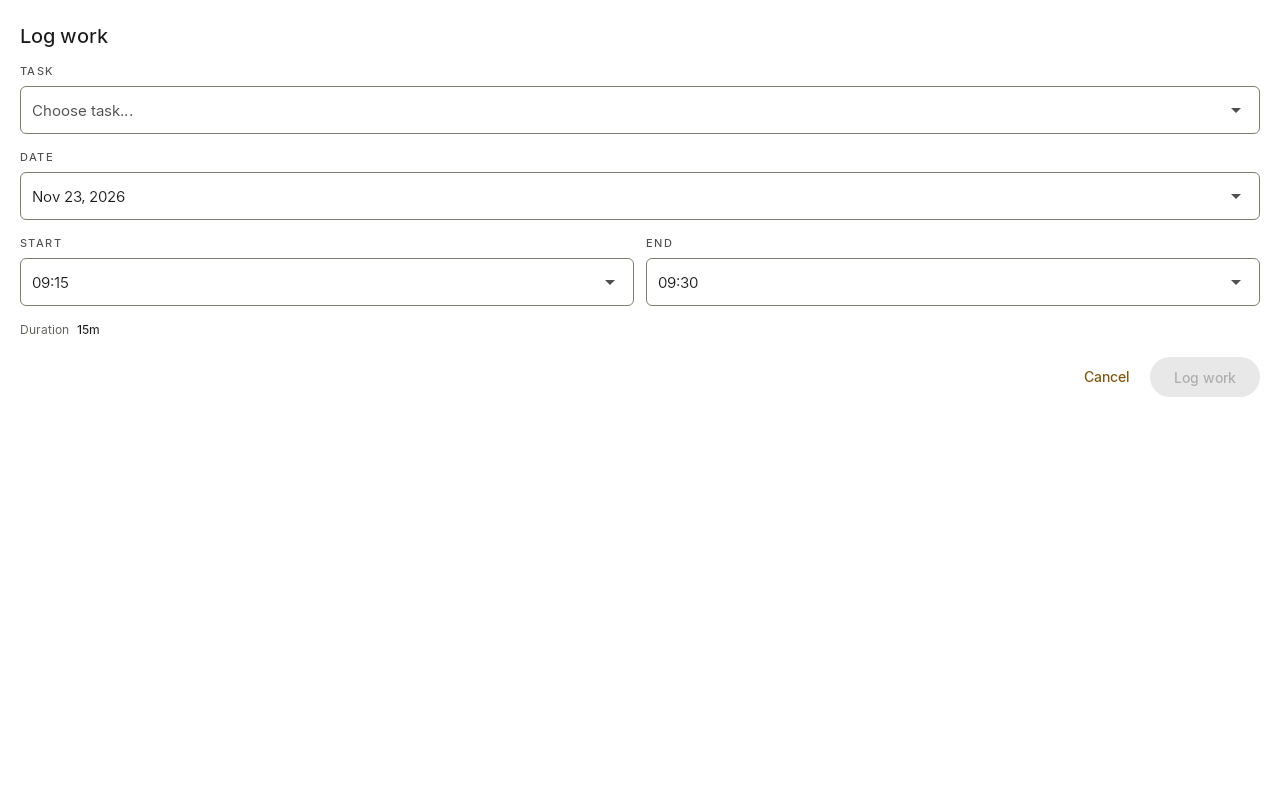 Log work
TASK
Choose task...
DATE
Nov 23, 2026
START
END
09:15
09:30
Duration 15m
Cancel
Log work